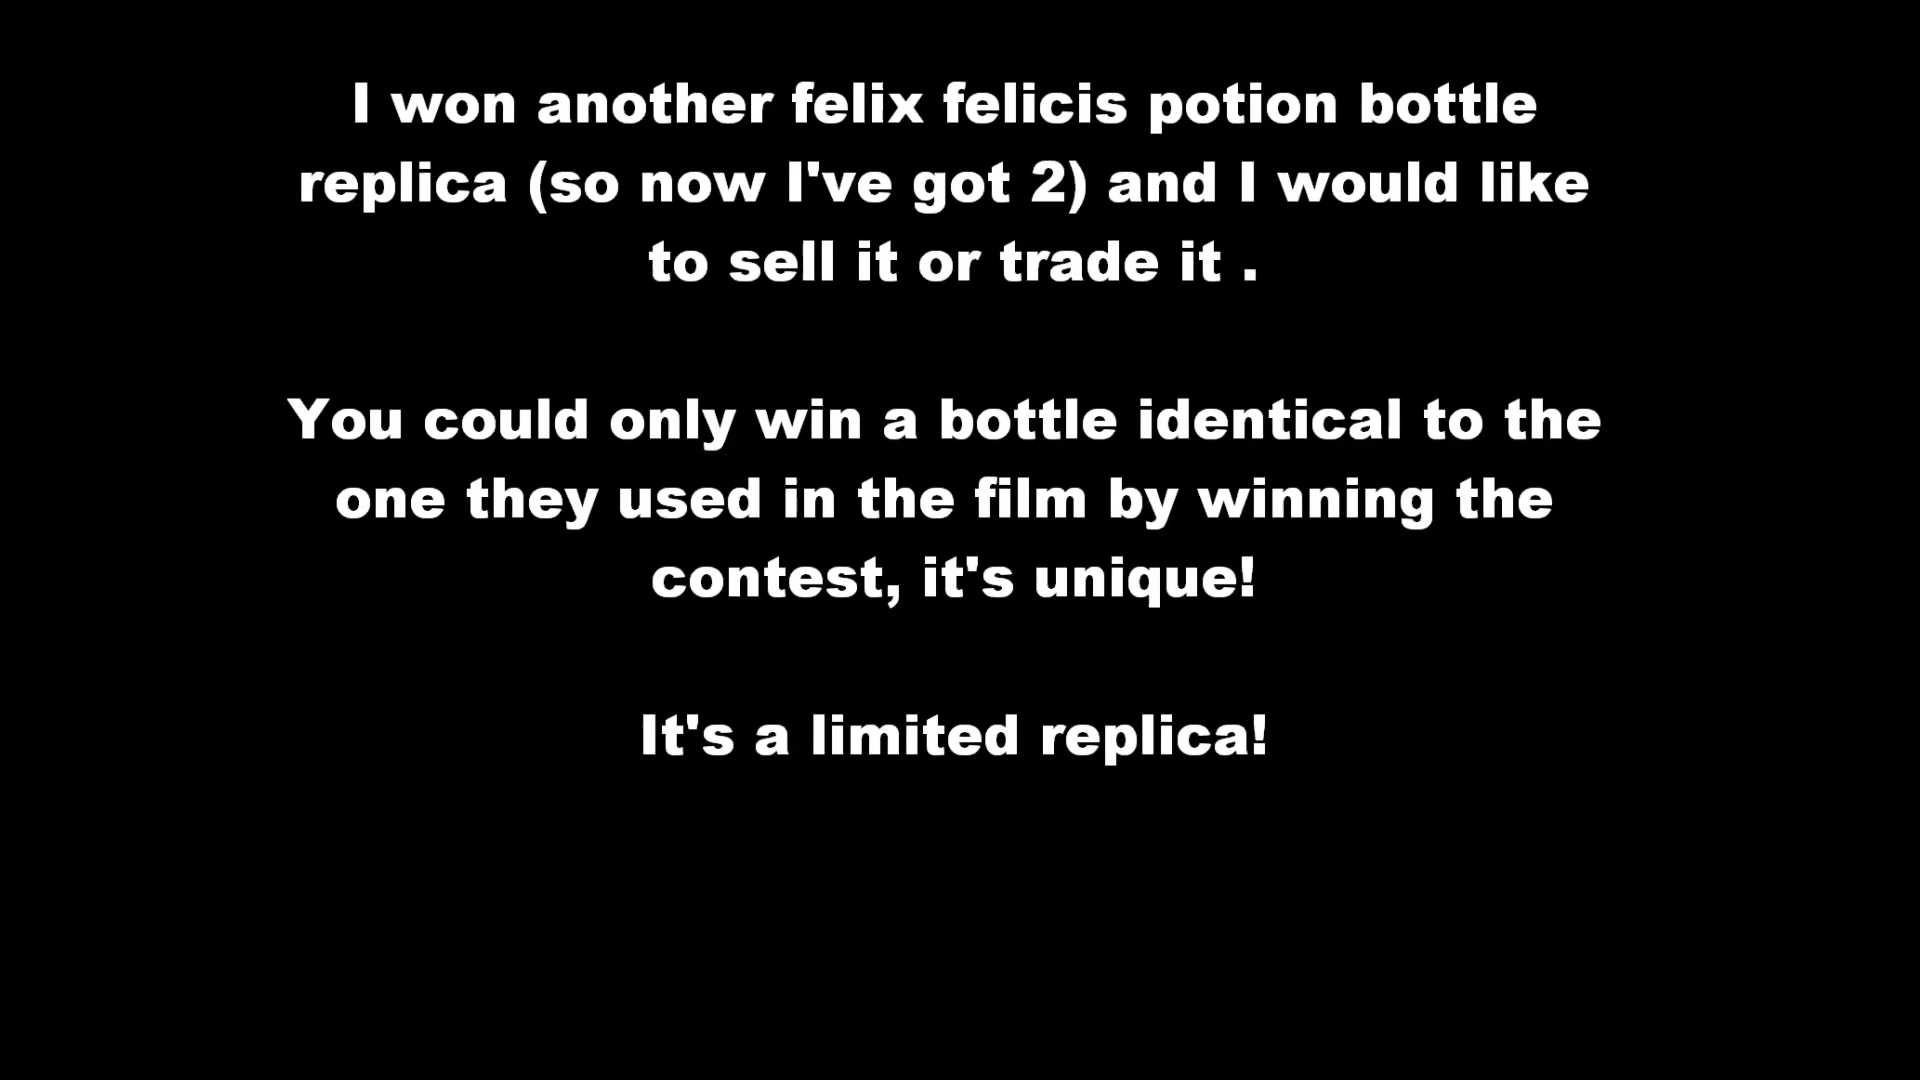 I won another felix felicis potion bottle
replica (so now I've got 2) and I would like
to sell it or trade it .
You could only win a bottle identical to the
one they used in the film by winning the
contest, it's unique!
It's a limited replica!